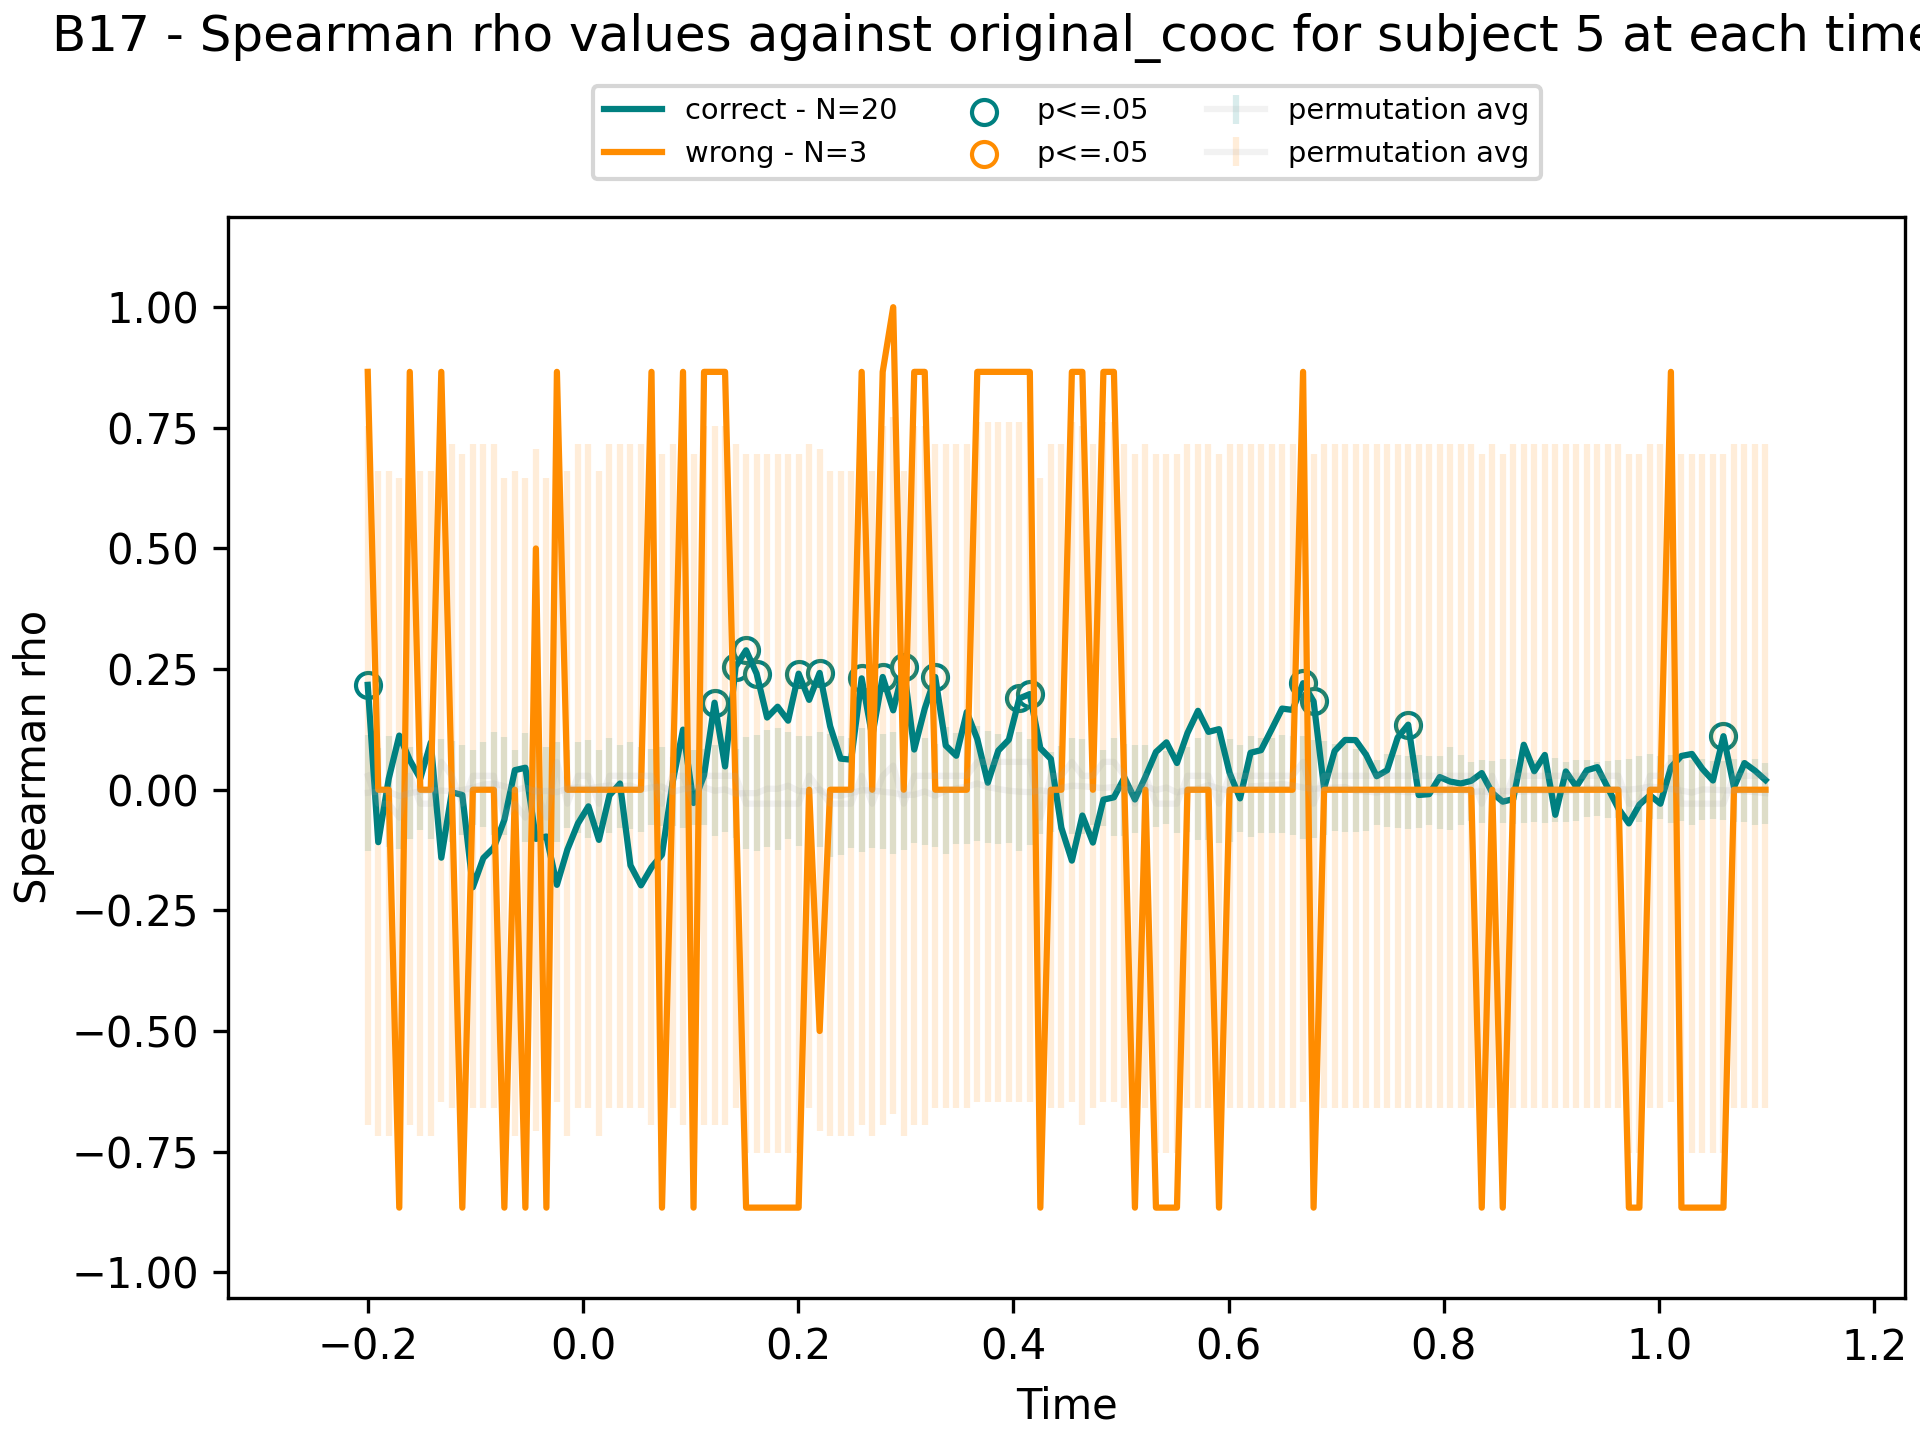 B17 - Spearman rho values against original_cooc for subject 5 at each time
correct - N=20 p<=.05 permutation avg
wrong - N=3 p<=.05 permutation avg
1.00
0.75
0.50
0.25
0.00
−0.25
−0.50
−0.75
−1.00
Spearman rho
−0.2 0.0 0.2 0.4 0.6 0.8 1.0 1.2
Time